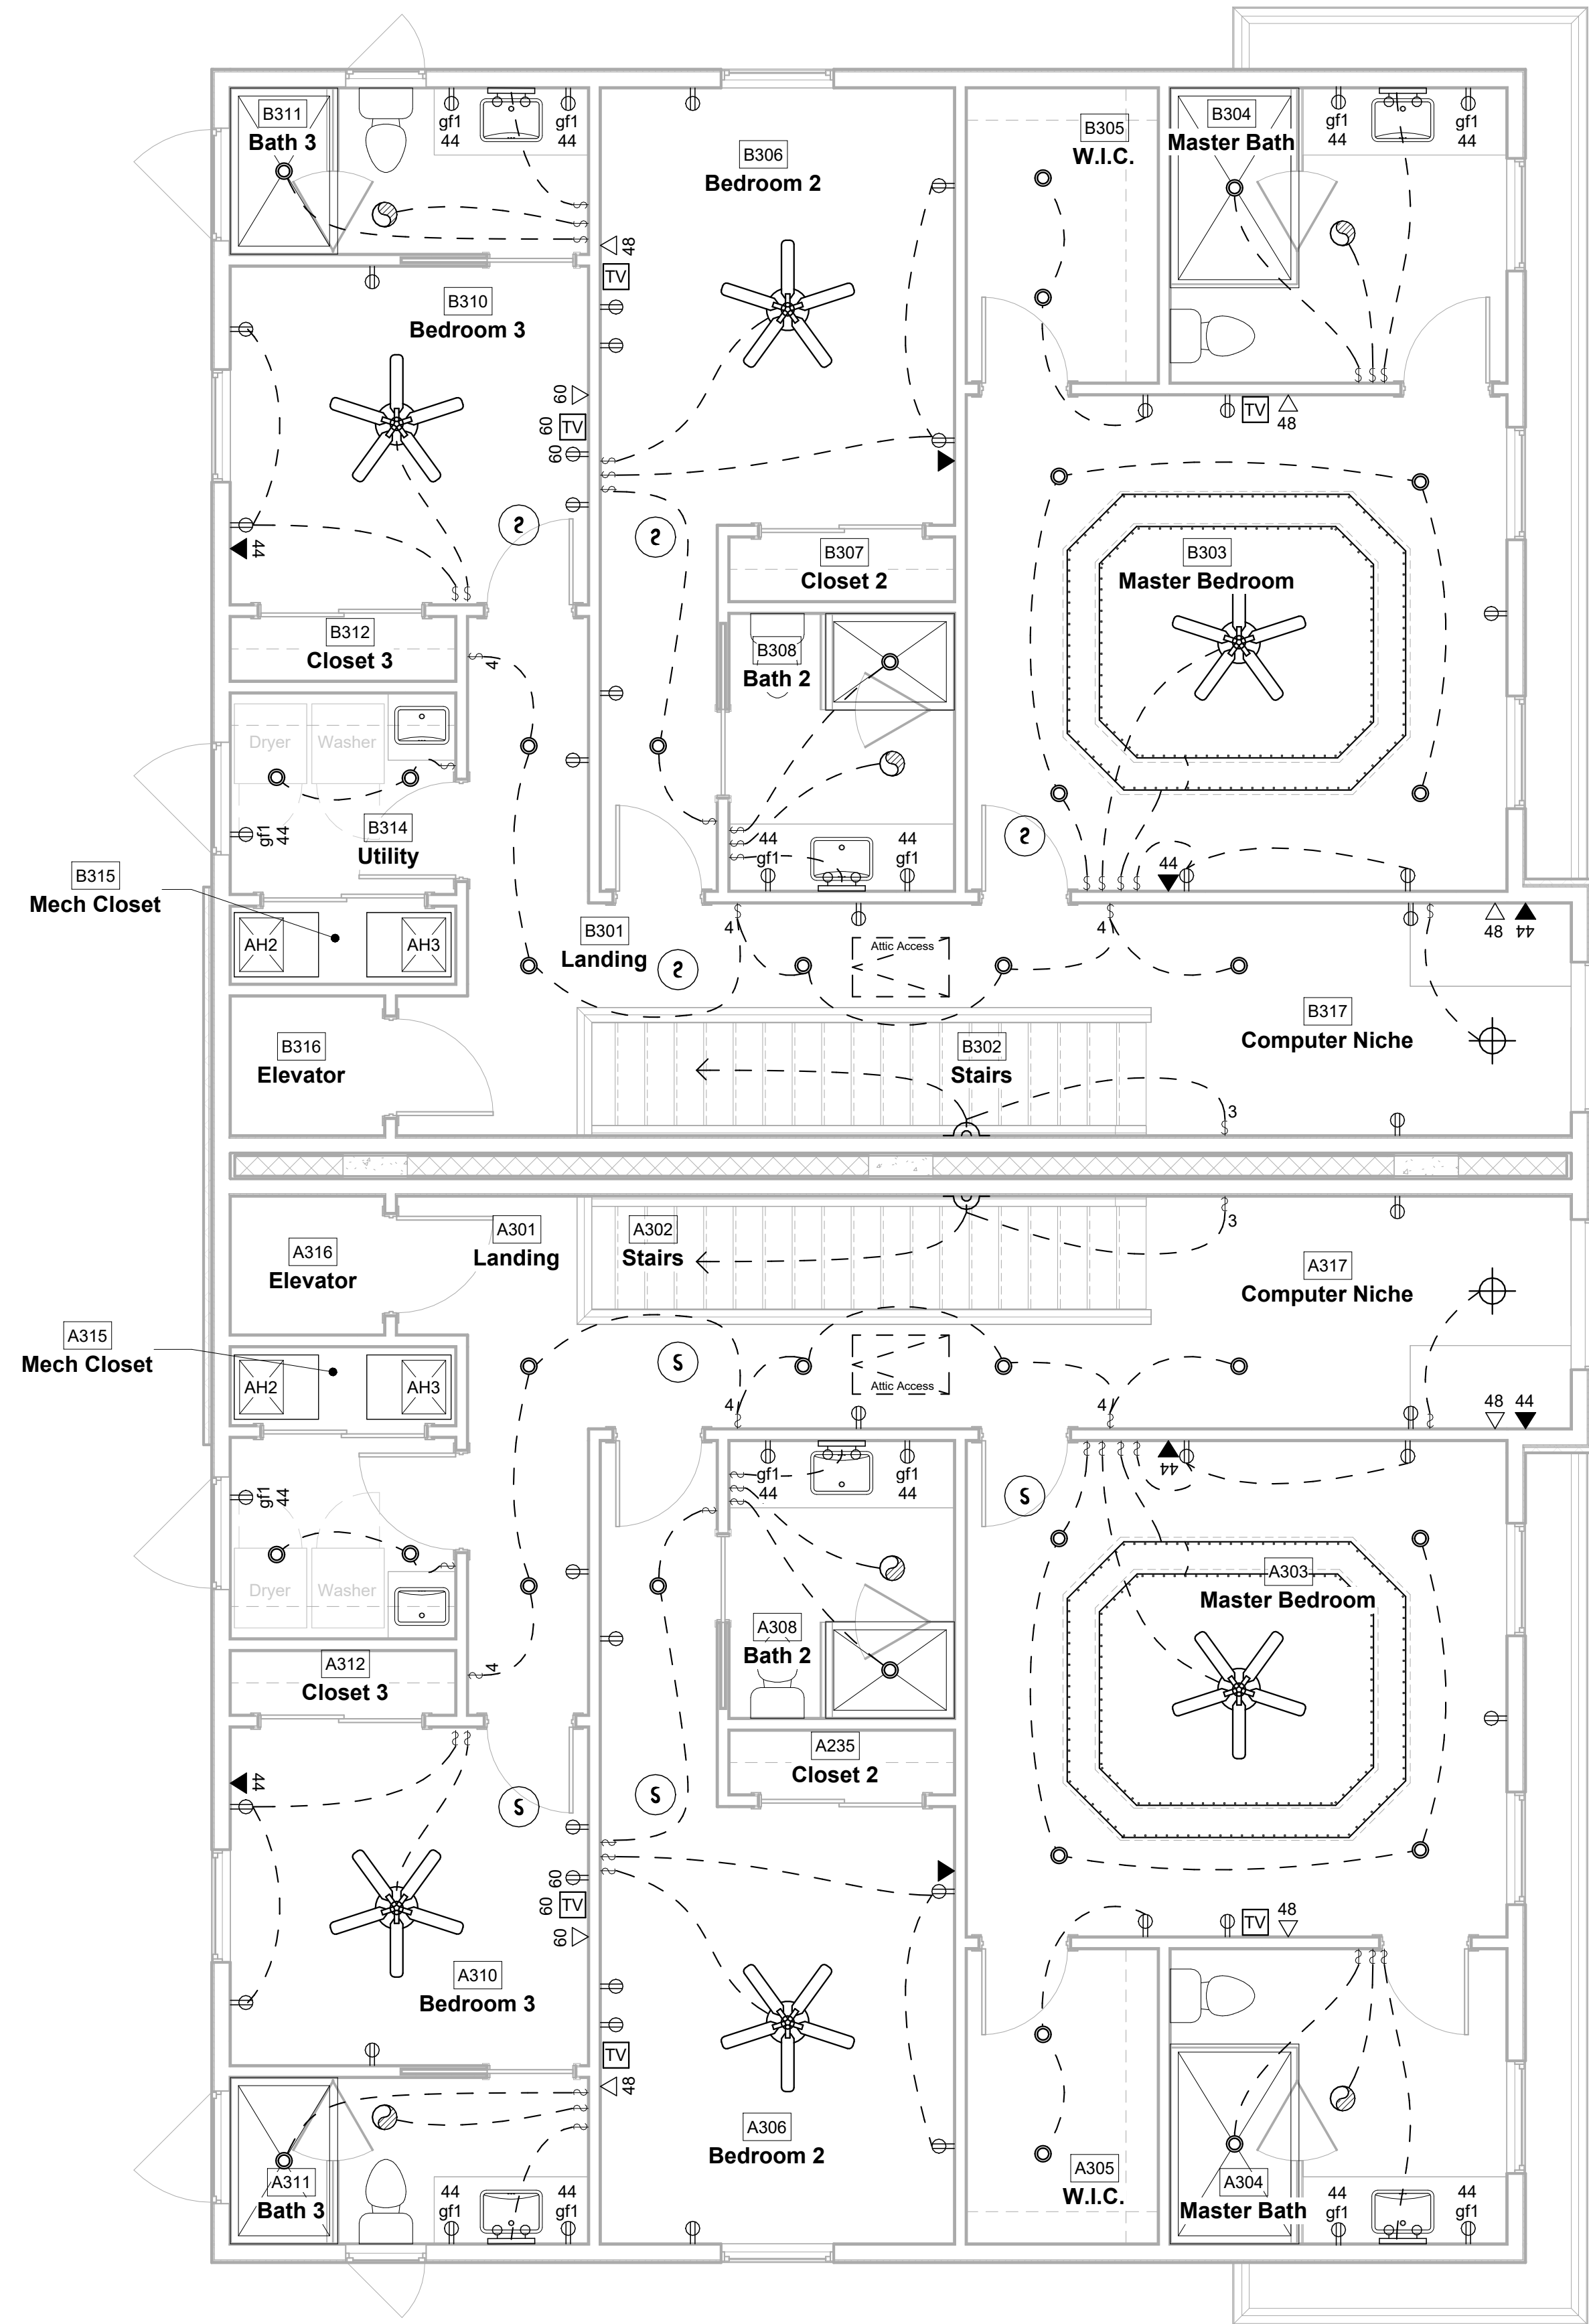 B311
Bath 3
gf1
44
gf1
44
B306
Bedroom 2
B305
W.I.C.
B304
Master Bath
gf1
44
gf1
44
48
TV
B310
Bedroom 3
60
60
TV
60
TV
48
44
B307
Closet 2
B303
Master Bedroom
B312
Closet 3
4
B308
Bath 2
Dryer
Washer
gf1
44
B314
Utility
44
gf1
44
gf1
44
B315
Mech Closet
AH2
AH3
B301
Landing
4
Attic Access
4
48
44
B316
Elevator
B302
Stairs
B317
Computer Niche
3
A316
Elevator
A301
Landing
A302
Stairs
3
A317
Computer Niche
A315
Mech Closet
AH2
AH3
Attic Access
4
4
48
44
gf1
44
gf1
44
gf1
44
44
Dryer
Washer
A303
Master Bedroom
A308
Bath 2
A312
Closet 3
4
A235
Closet 2
44
60
60
TV
60
TV
48
A310
Bedroom 3
TV
48
A306
Bedroom 2
A305
W.I.C.
A304
Master Bath
A311
Bath 3
44
gf1
44
gf1
44
gf1
44
gf1